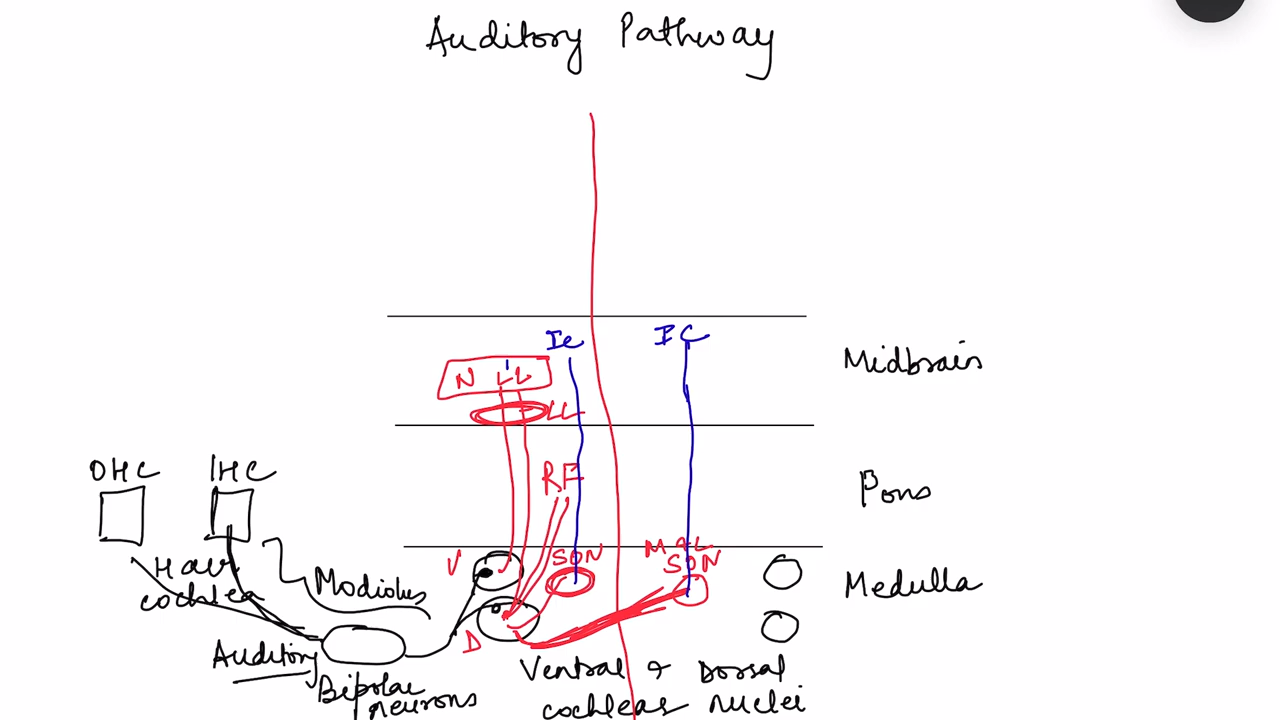 Auditory Pathway
Ic IC
N LL
Midbrain
LL
OHC IHC
RF
Pons
V SON M&L SON
Hair cochlea
Modiolus
Medulla
D
Auditory
Bipolar neurons
Ventral & Dorsal
cochlear nuclei